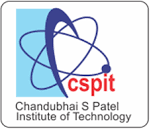 cspit
Chandubhai S Patel
Institute of Technology